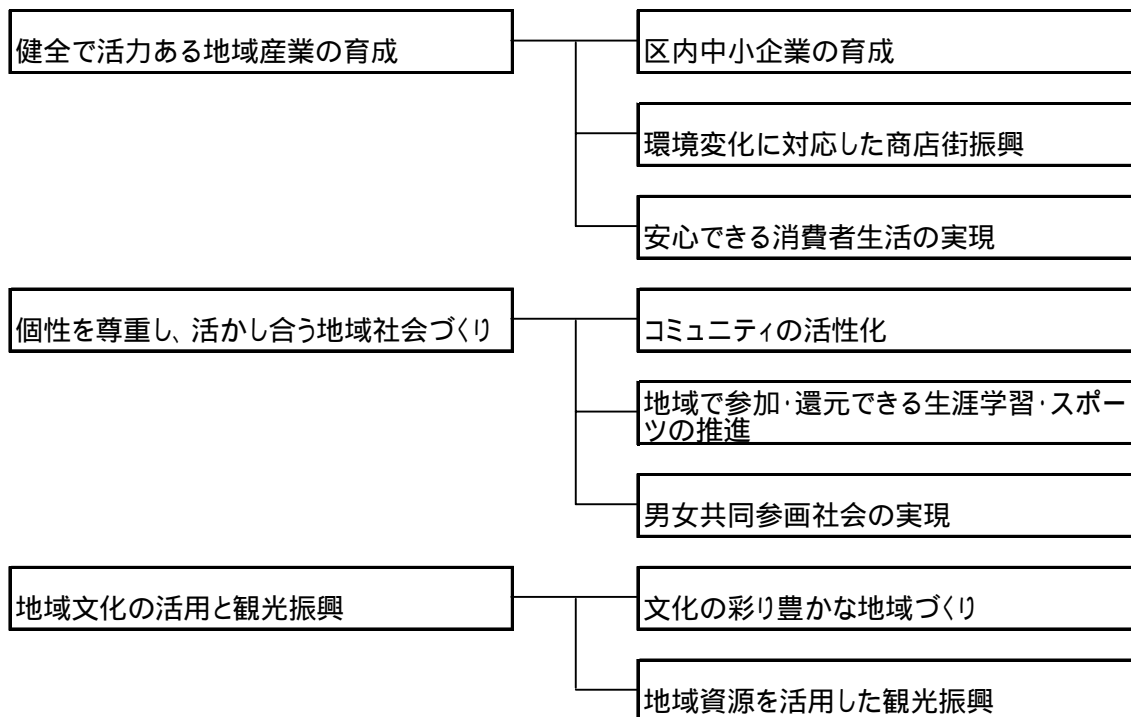 健全で活力ある地域産業の育成
区内中小企業の育成
環境変化に対応した商店街振興
安心できる消費者生活の実現
個性を尊重し、活かし合う地域社会づくり
コミュニティの活性化
地域で参加・還元できる生涯学習・スポー
ツの推進
男女共同参画社会の実現
地域文化の活用と観光振興
文化の彩り豊かな地域づくり
地域資源を活用した観光振興